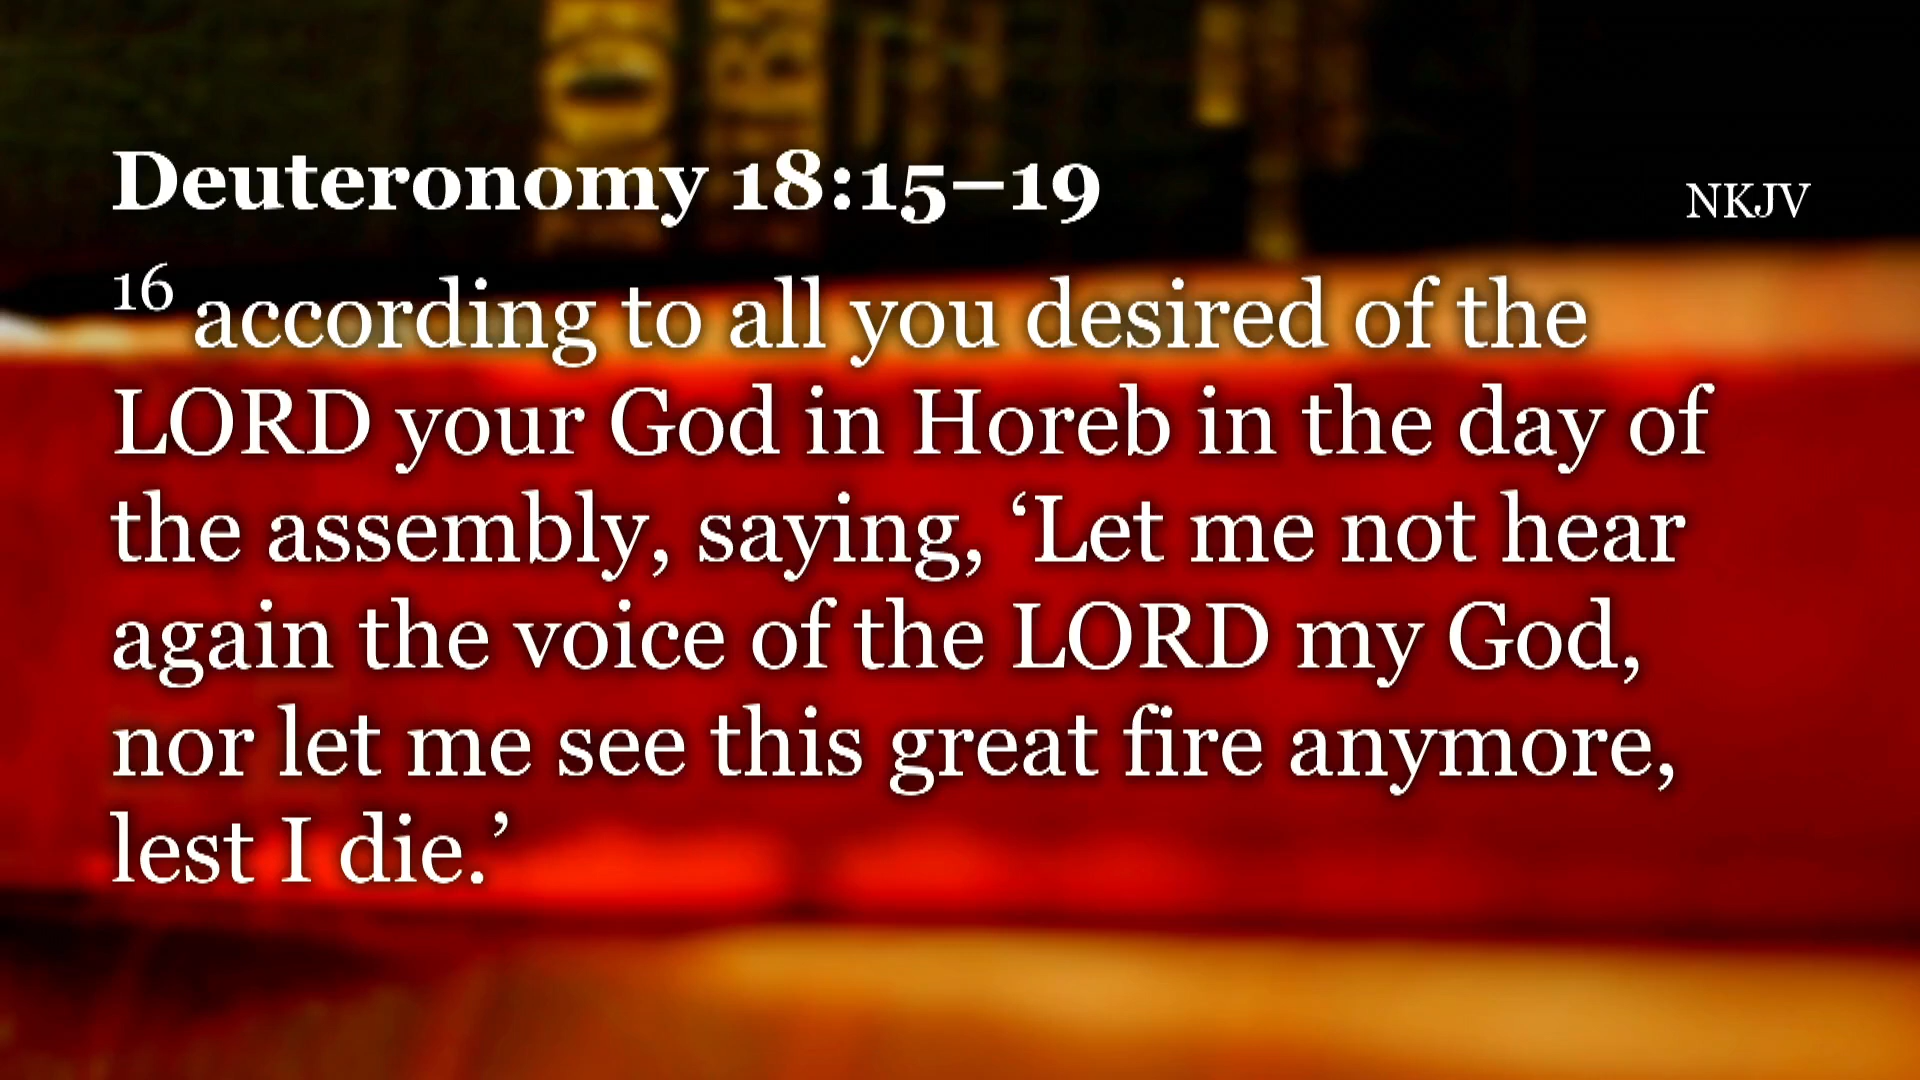 Deuteronomy 18:15–19
NKJV
16 according to all you desired of the
LORD your God in Horeb in the day of
the assembly, saying, ‘Let me not hear
again the voice of the LORD my God,
nor let me see this great fire anymore,
lest I die.’